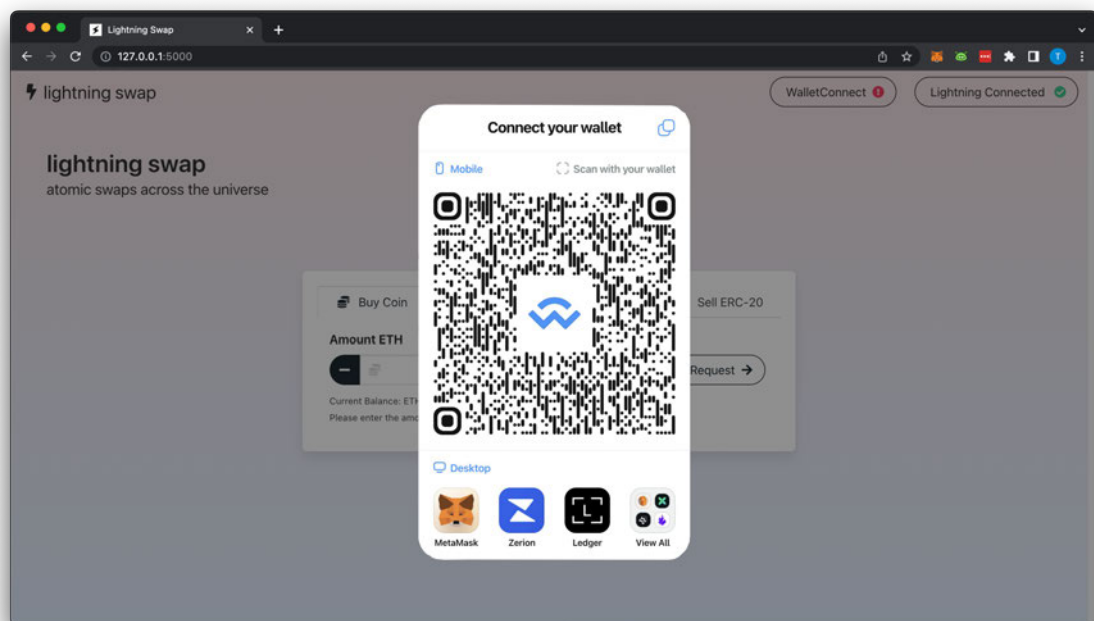 Lightning Swap
127.0.0.1:5000
T
lightning swap
WalletConnect
Lightning Connected
lightning swap
atomic swaps across the universe
Connect your wallet
Mobile
Scan with your wallet
Buy Coin
Sell ERC-20
Amount ETH
Request
Current Balance: ETH
Please enter the
Desktop
L
MetaMask
Zerion
Ledger
View All